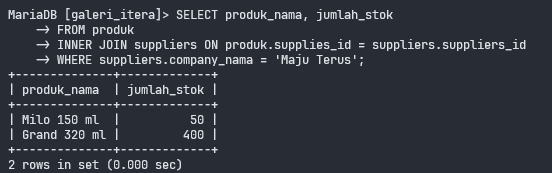 MariaDB [galeri_itera]> SELECT produk_nama, jumlah_stok
    -> FROM produk
    -> INNER JOIN suppliers ON produk.supplies_id = suppliers.suppliers_id
    -> WHERE suppliers.company_nama = 'Maju Terus';
+--------------+-------------+
| produk_nama  | jumlah_stok |
+--------------+-------------+
| Milo 150 ml  |          50 |
| Grand 320 ml |         400 |
+--------------+-------------+
2 rows in set (0.000 sec)